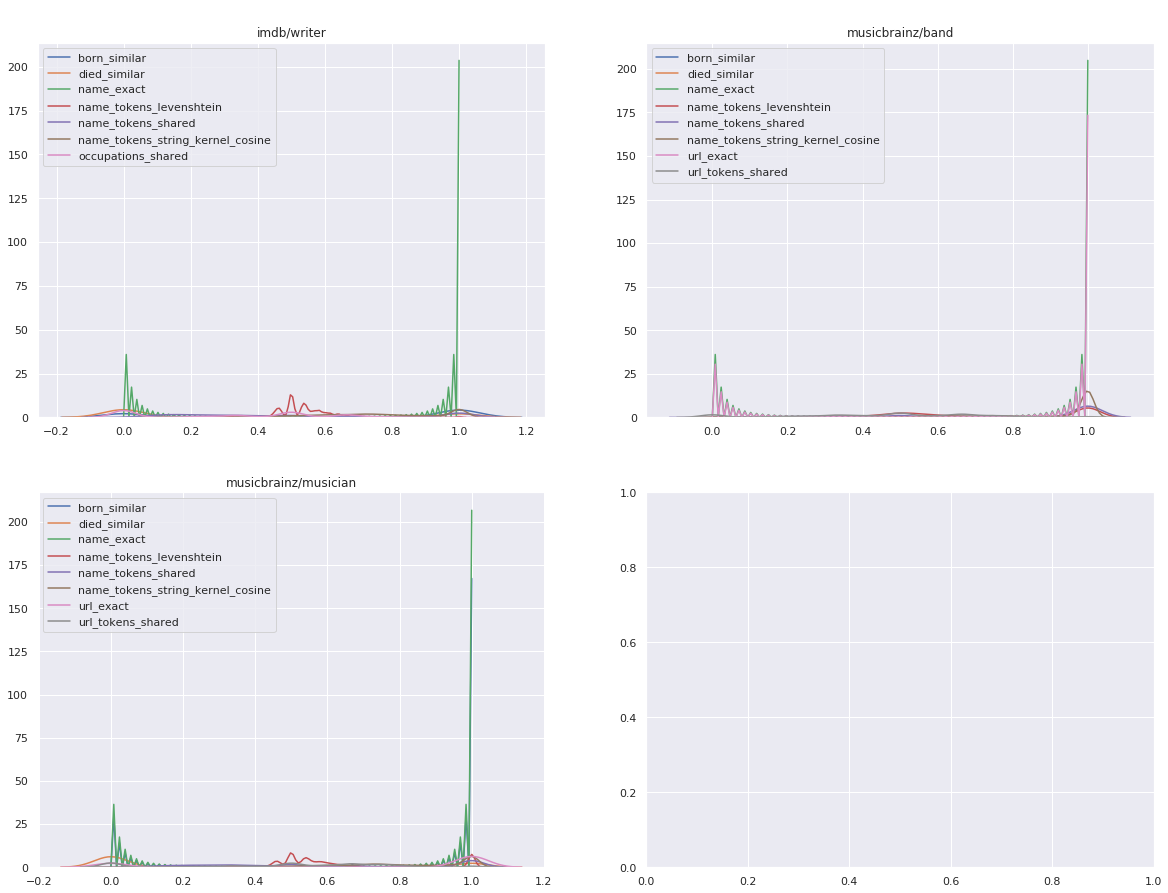 imdb/writer
born_similar
died_similar
name_exact
name_tokens_levenshtein
name_tokens_shared
name_tokens_string_kernel_cosine
occupations_shared
200
175
150
125
100
75
50
25
0
−0.2 0.0 0.2 0.4 0.6 0.8 1.0 1.2
musicbrainz/band
born_similar
died_similar
name_exact
name_tokens_levenshtein
name_tokens_shared
name_tokens_string_kernel_cosine
url_exact
url_tokens_shared
200
175
150
125
100
75
50
25
0
0.0 0.2 0.4 0.6 0.8 1.0
musicbrainz/musician
born_similar
died_similar
name_exact
name_tokens_levenshtein
name_tokens_shared
name_tokens_string_kernel_cosine
url_exact
url_tokens_shared
200
175
150
125
100
75
50
25
0
−0.2 0.0 0.2 0.4 0.6 0.8 1.0 1.2
1.0
0.8
0.6
0.4
0.2
0.0
0.0 0.2 0.4 0.6 0.8 1.0